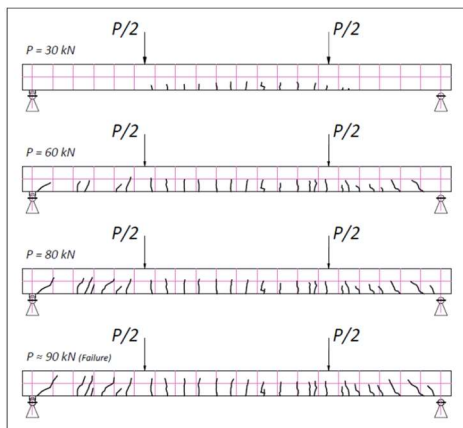 P/2 P/2
P = 30 kN
P/2 P/2
P = 60 kN
P/2 P/2
P = 80 kN
P/2 P/2
P ≈ 90 kN (Failure)